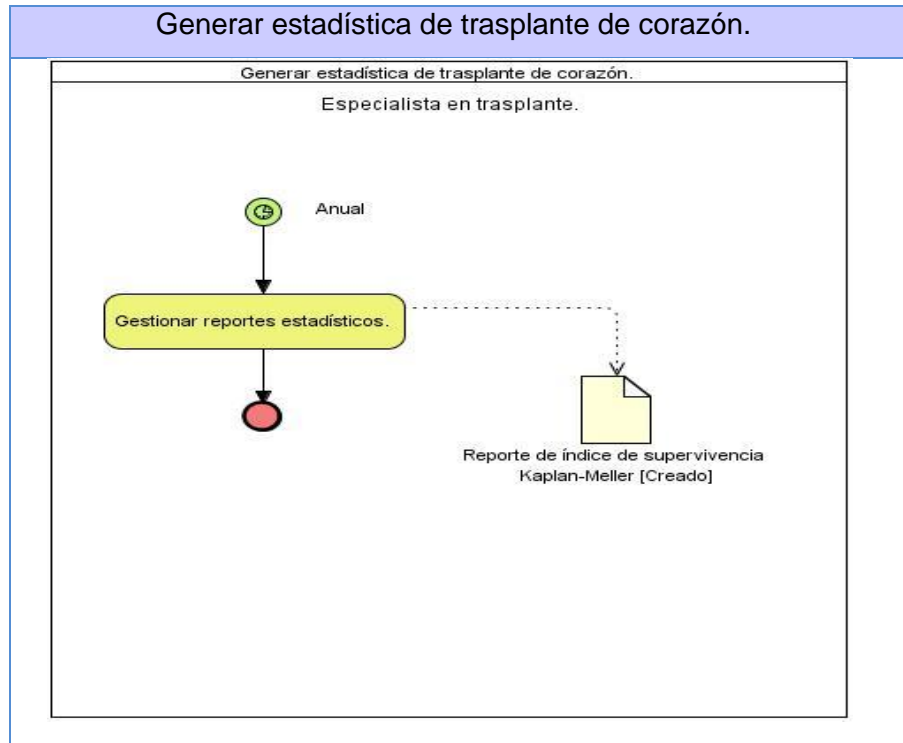 Generar estadística de trasplante de corazón.
Generar estadística de trasplante de corazón.
Especialista en trasplante.
Anual
Gestionar reportes estadísticos.
Reporte de índice de supervivencia
Kaplan-Meller [Creado]